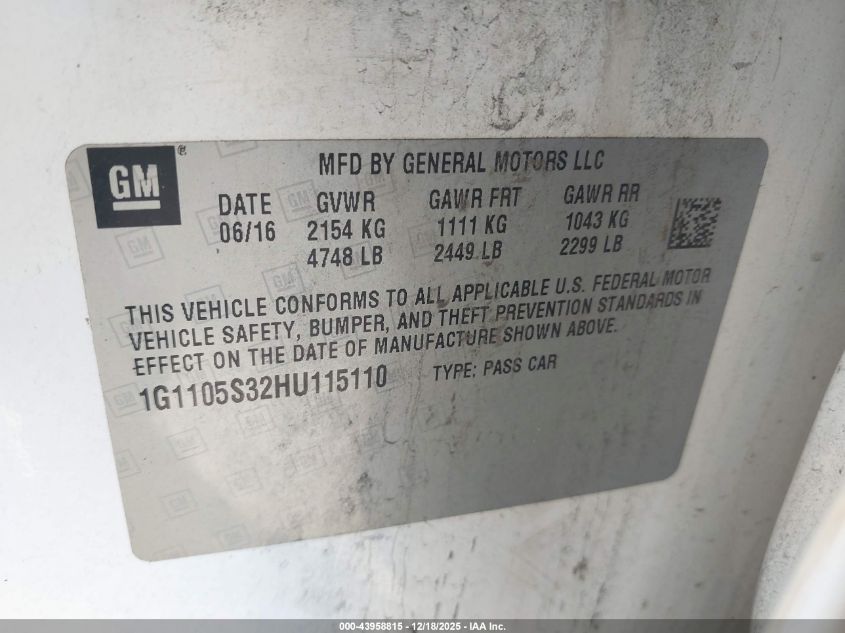 GM ®
MFD BY GENERAL MOTORS LLC
DATE GVWR GAWR FRT GAWR RR
06/16 2154 KG 1111 KG 1043 KG
4748 LB 2449 LB 2299 LB
THIS VEHICLE CONFORMS TO ALL APPLICABLE U.S. FEDERAL MOTOR
VEHICLE SAFETY, BUMPER, AND THEFT PREVENTION STANDARDS IN
EFFECT ON THE DATE OF MANUFACTURE SHOWN ABOVE.
1G1105S32HU115110 TYPE: PASS CAR
000-43958815 - 12/18/2025 - IAA Inc.